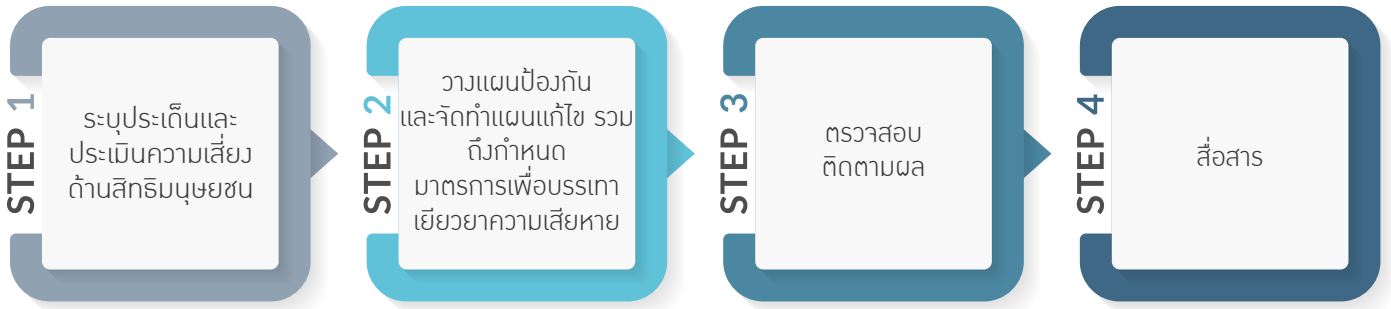 STEP 1
ระบุประเด็นและ
ประเมินความเสี่ยง
ด้านสิทธิมนุษยชน
STEP 2
วางแผนป้องกัน
และจัดทำแผนแก้ไข รวม
ถึงกำหนด
มาตรการเพื่อบรรเทา
เยียวยาความเสียหาย
STEP 3
ตรวจสอบ
ติดตามผล
STEP 4
สื่อสาร